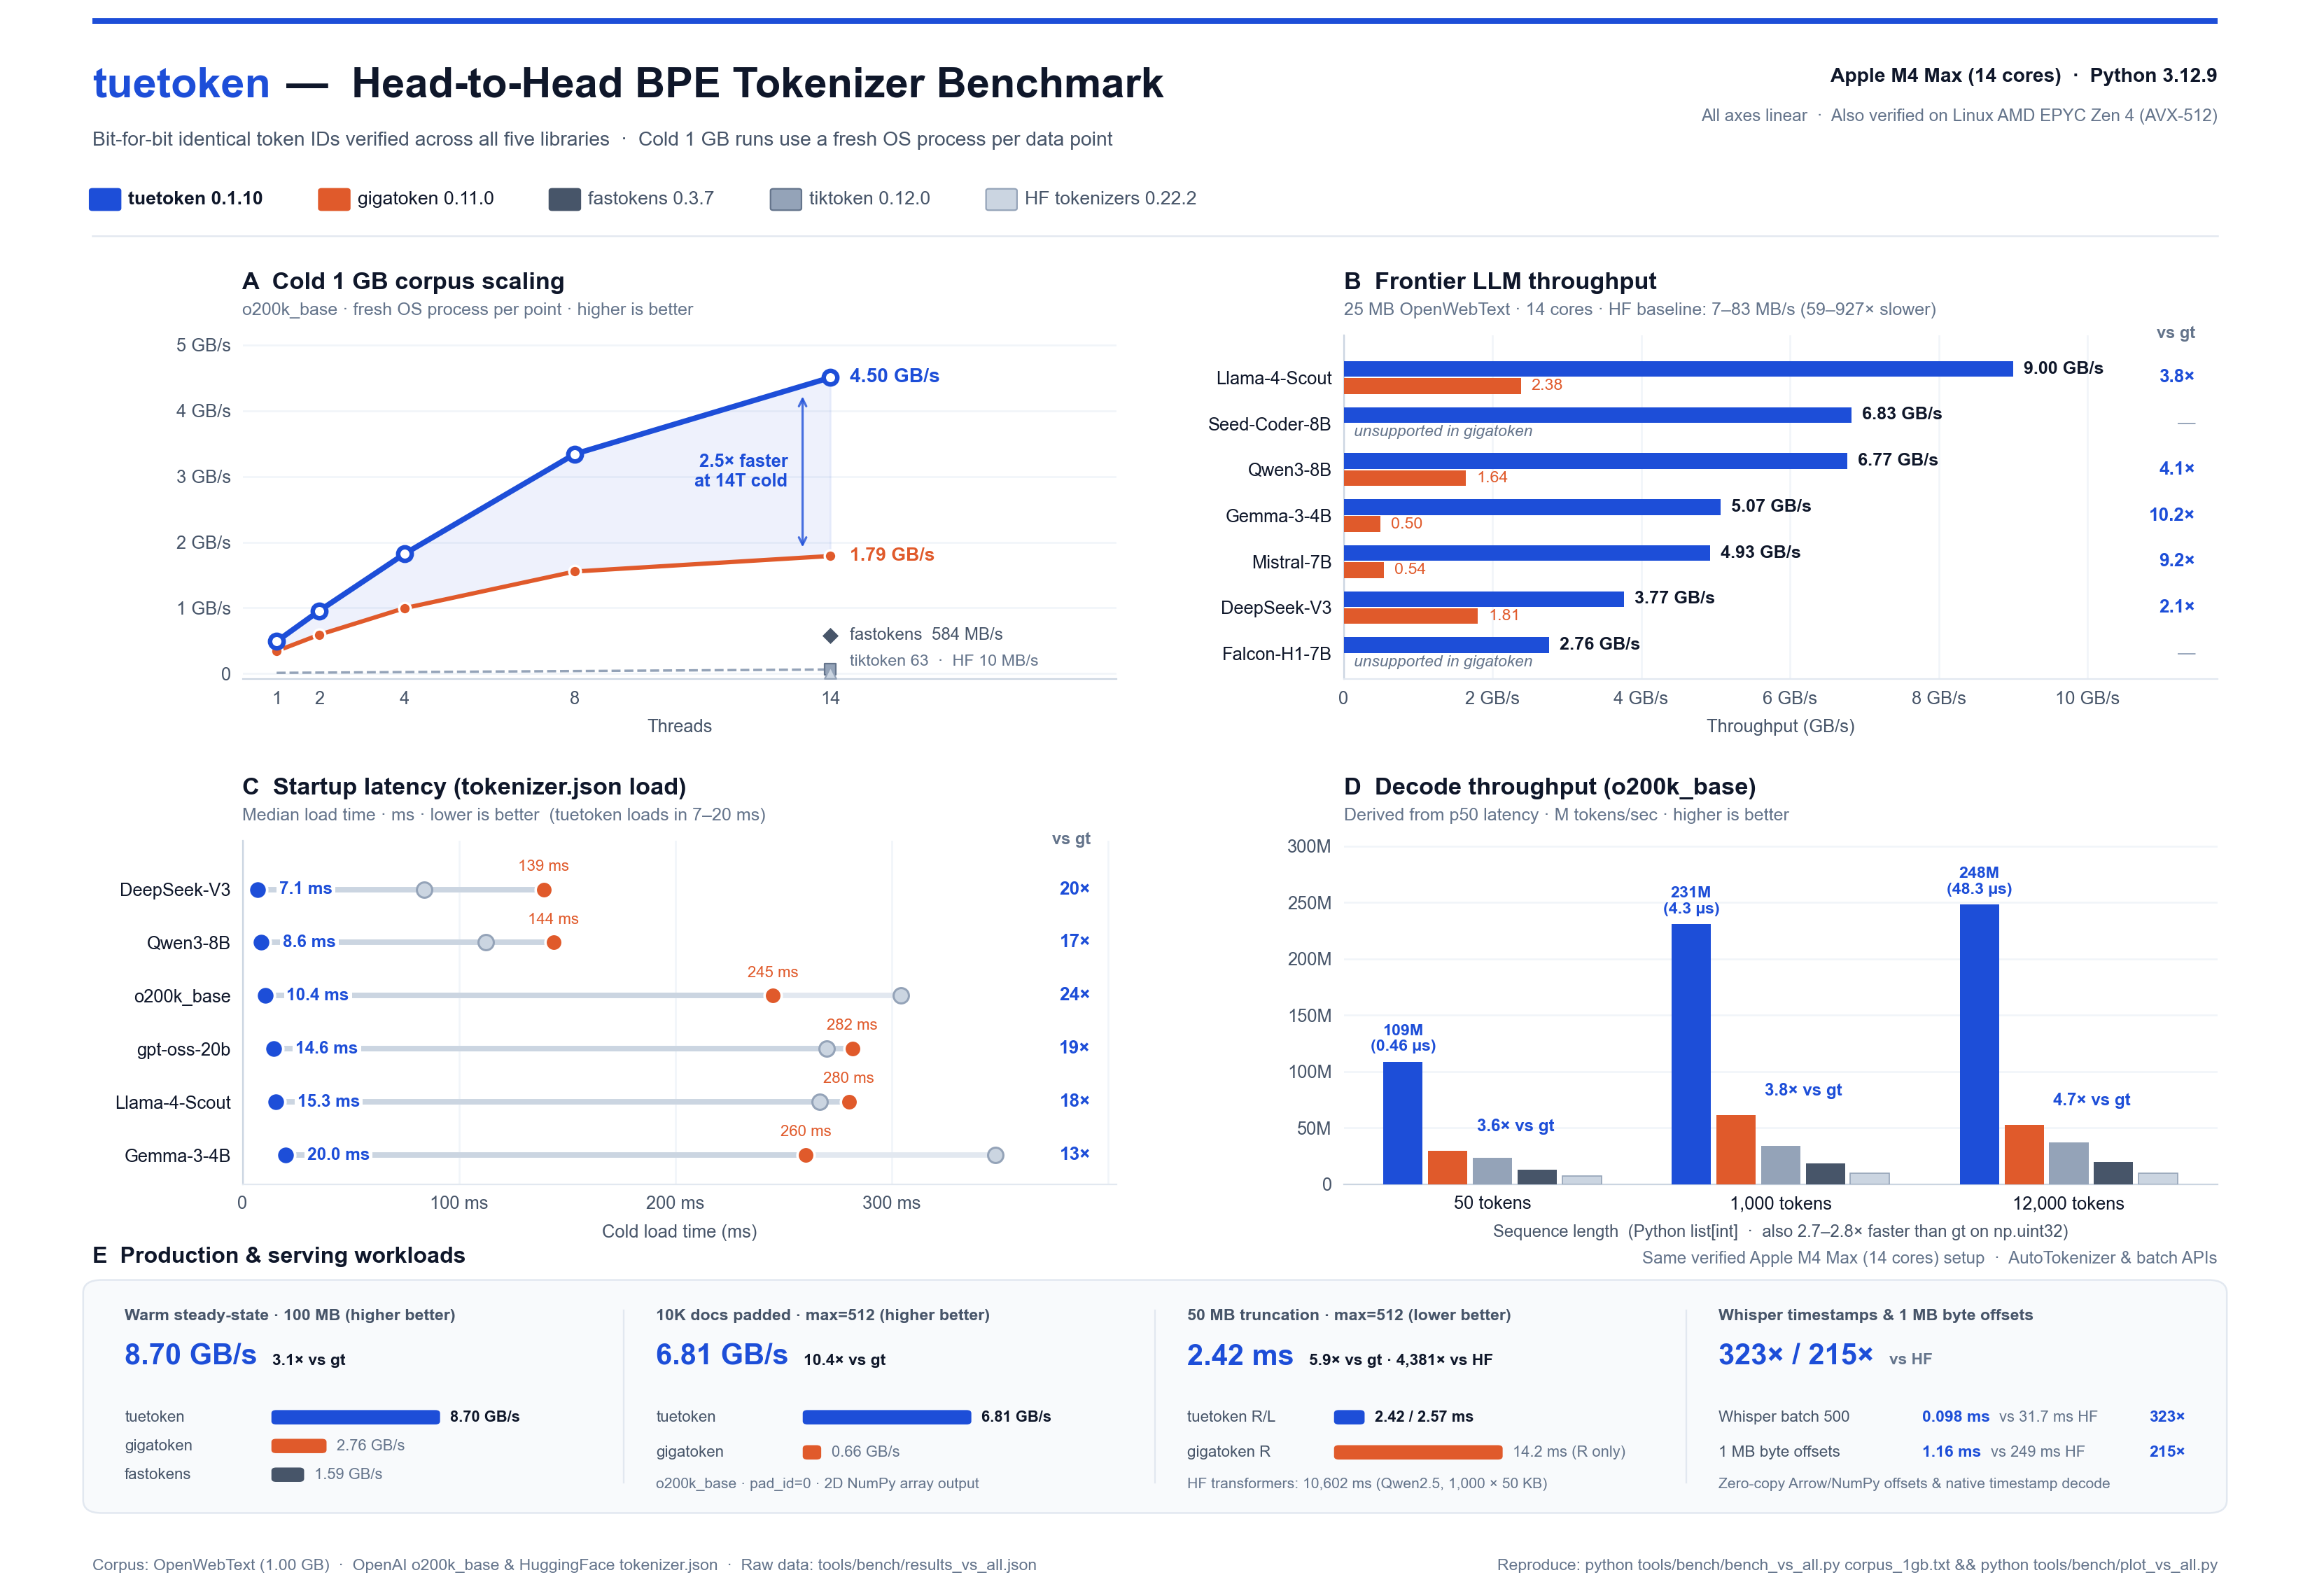 tuetoken — Head-to-Head BPE Tokenizer Benchmark
Apple M4 Max (14 cores) · Python 3.12.9
All axes linear · Also verified on Linux AMD EPYC Zen 4 (AVX-512)
Bit-for-bit identical token IDs verified across all five libraries · Cold 1 GB runs use a fresh OS process per data point
tuetoken 0.1.10 gigatoken 0.11.0 fastokens 0.3.7 tiktoken 0.12.0 HF tokenizers 0.22.2
A Cold 1 GB corpus scaling
o200k_base · fresh OS process per point · higher is better
5 GB/s
4 GB/s
3 GB/s
2 GB/s
1 GB/s
0
4.50 GB/s
2.5× faster
at 14T cold
1.79 GB/s
fastokens 584 MB/s
tiktoken 63 · HF 10 MB/s
1 2 4 8 14
Threads
B Frontier LLM throughput
25 MB OpenWebText · 14 cores · HF baseline: 7–83 MB/s (59–927× slower)
vs gt
Llama-4-Scout 9.00 GB/s 3.8×
2.38
Seed-Coder-8B 6.83 GB/s —
unsupported in gigatoken
Qwen3-8B 6.77 GB/s 4.1×
1.64
Gemma-3-4B 5.07 GB/s 10.2×
0.50
Mistral-7B 4.93 GB/s 9.2×
0.54
DeepSeek-V3 3.77 GB/s 2.1×
1.81
Falcon-H1-7B 2.76 GB/s —
unsupported in gigatoken
0 2 GB/s 4 GB/s 6 GB/s 8 GB/s 10 GB/s
Throughput (GB/s)
C Startup latency (tokenizer.json load)
Median load time · ms · lower is better (tuetoken loads in 7–20 ms)
vs gt
139 ms
DeepSeek-V3 7.1 ms 20×
144 ms
Qwen3-8B 8.6 ms 17×
245 ms
o200k_base 10.4 ms 24×
282 ms
gpt-oss-20b 14.6 ms 19×
280 ms
Llama-4-Scout 15.3 ms 18×
260 ms
Gemma-3-4B 20.0 ms 13×
0 100 ms 200 ms 300 ms
Cold load time (ms)
D Decode throughput (o200k_base)
Derived from p50 latency · M tokens/sec · higher is better
300M
250M
200M
150M
100M
50M
0
109M
(0.46 µs)
3.6× vs gt
231M
(4.3 µs)
3.8× vs gt
248M
(48.3 µs)
4.7× vs gt
50 tokens 1,000 tokens 12,000 tokens
Sequence length (Python list[int] · also 2.7–2.8× faster than gt on np.uint32)
E Production & serving workloads
Same verified Apple M4 Max (14 cores) setup · AutoTokenizer & batch APIs
Warm steady-state · 100 MB (higher better)
8.70 GB/s 3.1× vs gt
tuetoken 8.70 GB/s
gigatoken 2.76 GB/s
fastokens 1.59 GB/s
10K docs padded · max=512 (higher better)
6.81 GB/s 10.4× vs gt
tuetoken 6.81 GB/s
gigatoken 0.66 GB/s
o200k_base · pad_id=0 · 2D NumPy array output
50 MB truncation · max=512 (lower better)
2.42 ms 5.9× vs gt · 4,381× vs HF
tuetoken R/L 2.42 / 2.57 ms
gigatoken R 14.2 ms (R only)
HF transformers: 10,602 ms (Qwen2.5, 1,000 × 50 KB)
Whisper timestamps & 1 MB byte offsets
323× / 215× vs HF
Whisper batch 500 0.098 ms vs 31.7 ms HF 323×
1 MB byte offsets 1.16 ms vs 249 ms HF 215×
Zero-copy Arrow/NumPy offsets & native timestamp decode
Corpus: OpenWebText (1.00 GB) · OpenAI o200k_base & HuggingFace tokenizer.json · Raw data: tools/bench/results_vs_all.json
Reproduce: python tools/bench/bench_vs_all.py corpus_1gb.txt && python tools/bench/plot_vs_all.py